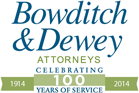 Bowditch
& Dewey
ATTORNEYS
CELEBRATING
1914 100 2014
YEARS OF SERVICE